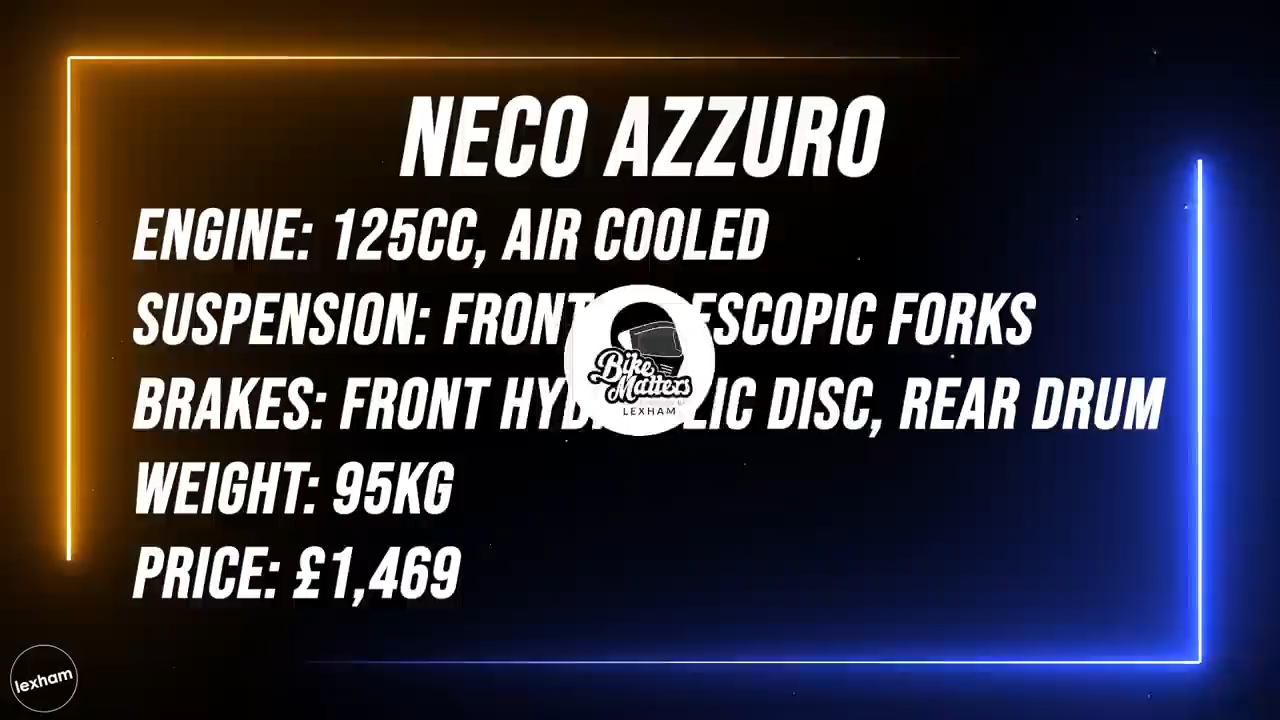 NECO AZZURO
ENGINE: 125CC, AIR COOLED
SUSPENSION: FRONT ESCOPIC FORKS
BRAKES: FRONT HYD LIC DISC, REAR DRUM
Bike
Matters
LEXHAM
WEIGHT: 95KG
PRICE: £1,469
lexham